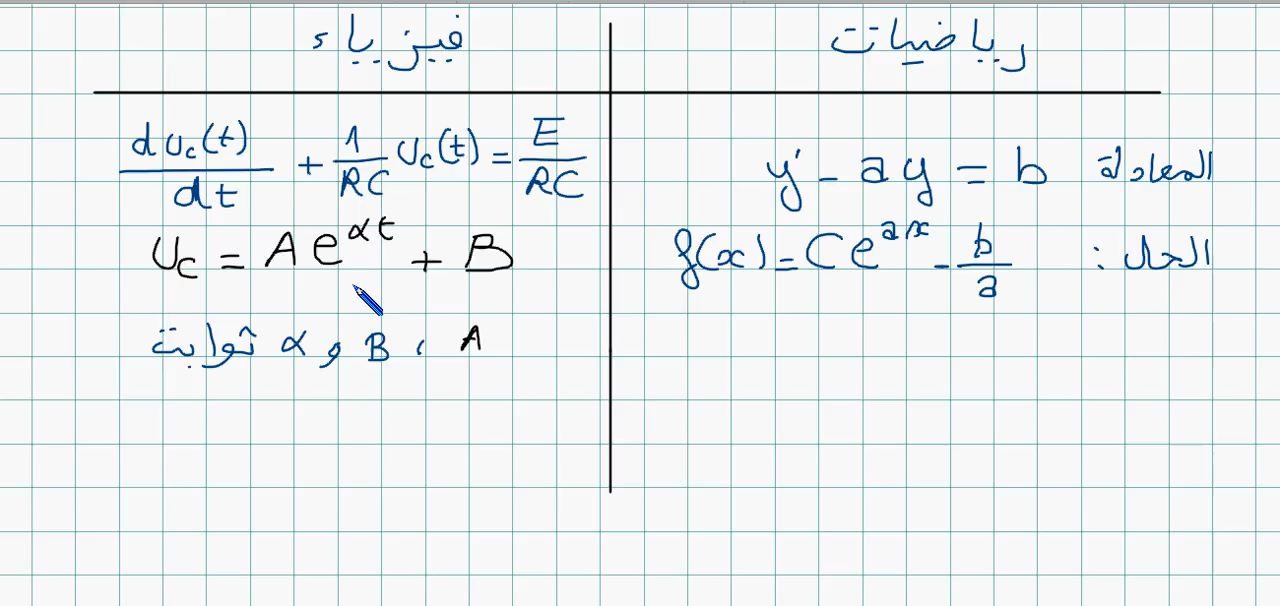 رياضيات
فيزياء
المعادلة y' - ay = b
الحل : f(x) = Ce^{ax} - b/a
du_c(t)/dt + 1/RC u_c(t) = E/RC
u_c = Ae^{αt} + B
A ، B و α ثوابت